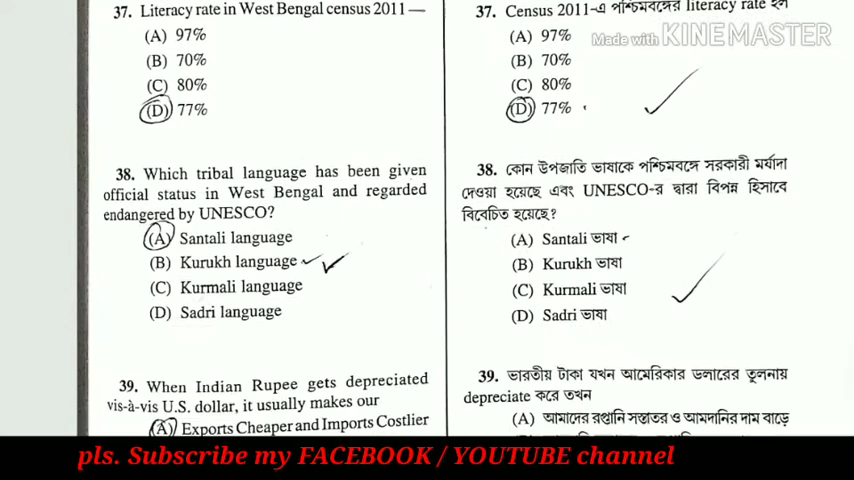 37. Literacy rate in West Bengal census 2011 —
(A) 97%
(B) 70%
(C) 80%
(D) 77%
38. Which tribal language has been given
official status in West Bengal and regarded
endangered by UNESCO?
(A) Santali language
(B) Kurukh language
(C) Kurmali language
(D) Sadri language
39. When Indian Rupee gets depreciated
vis-à-vis U.S. dollar, it usually makes our
(A) Exports Cheaper and Imports Costlier
37. Census 2011-এ পশ্চিমবঙ্গের literacy rate হল
Made with KINEMASTER
(A) 97%
(B) 70%
(C) 80%
(D) 77%
38. কোন উপজাতি ভাষাকে পশ্চিমবঙ্গে সরকারী মর্যাদা
দেওয়া হয়েছে এবং UNESCO-র দ্বারা বিপন্ন হিসাবে
বিবেচিত হয়েছে?
(A) Santali ভাষা
(B) Kurukh ভাষা
(C) Kurmali ভাষা
(D) Sadri ভাষা
39. ভারতীয় টাকা যখন আমেরিকার ডলারের তুলনায়
depreciate করে তখন
(A) আমাদের রপ্তানি সস্তাতর ও আমদানির দাম বাড়ে
pls. Subscribe my FACEBOOK / YOUTUBE channel